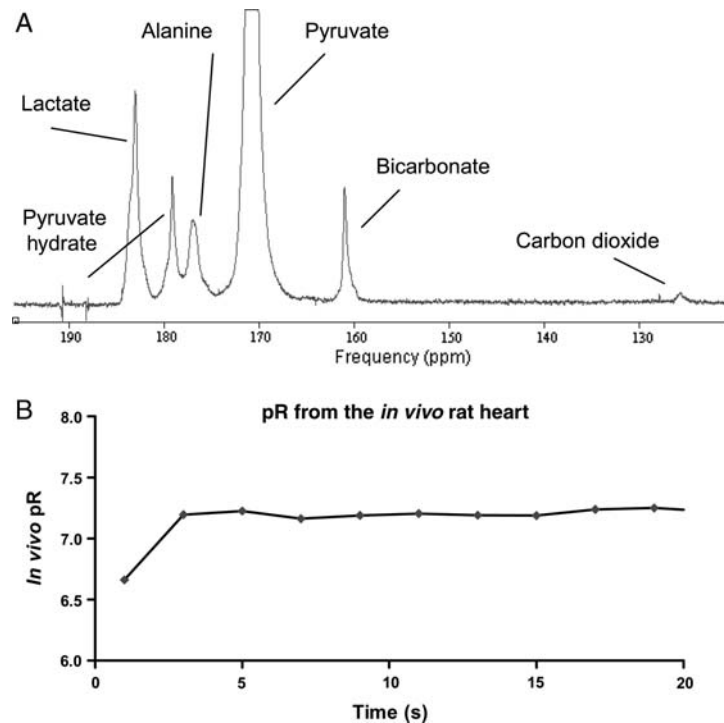 A
Alanine
Pyruvate
Lactate
Bicarbonate
Pyruvate
hydrate
Carbon dioxide
190 180 170 160 150 140 130
Frequency (ppm)
B
pR from the in vivo rat heart
8.0
7.5
7.0
6.5
6.0
In vivo pR
0 5 10 15 20
Time (s)